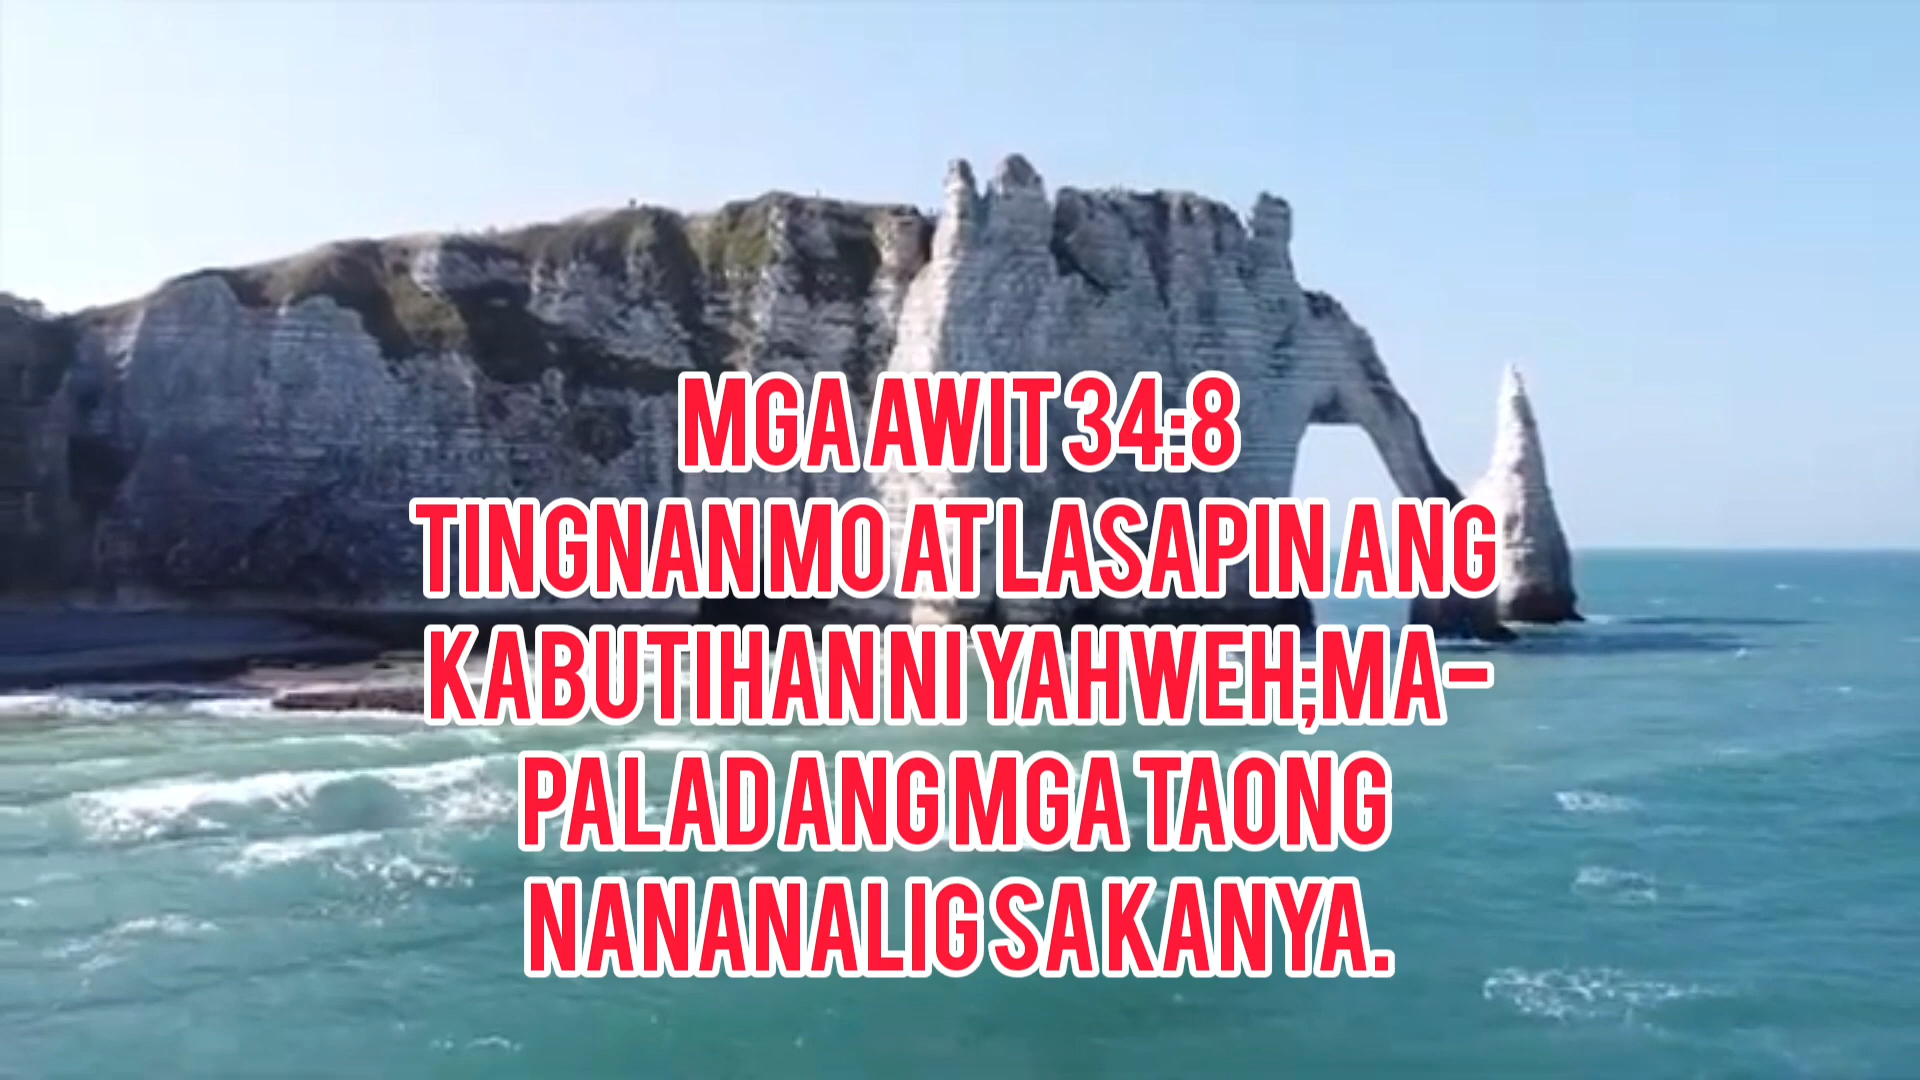 MGA AWIT 34:8
TINGNAN MO AT LASAPIN ANG
KABUTIHAN NI YAHWEH; MA-
PALAD ANG MGA TAONG
NANANALIG SA KANYA.